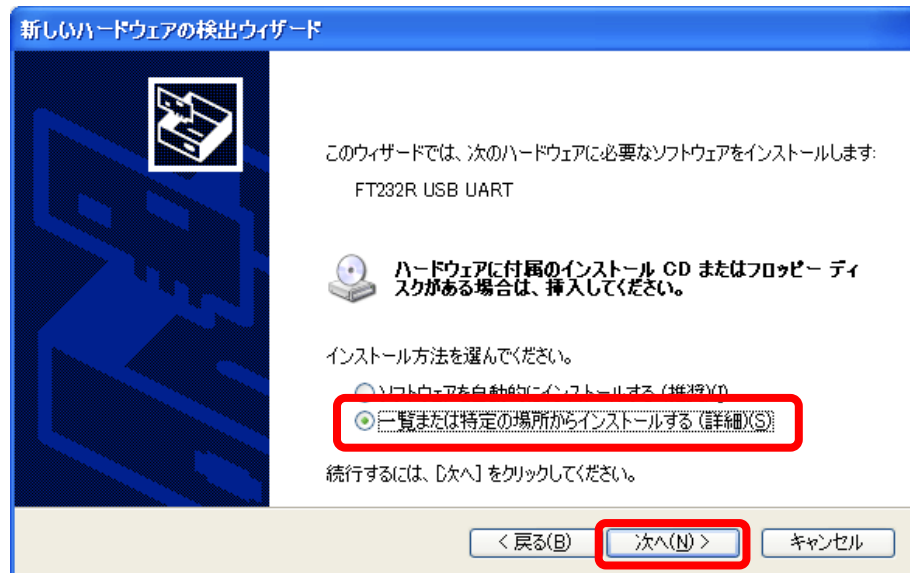 新しいハードウェアの検出ウィザード
このウィザードでは、次のハードウェアに必要なソフトウェアをインストールします:
FT232R USB UART
ハードウェアに付属のインストール CD またはフロッピー ディ
スクがある場合は、挿入してください。
インストール方法を選んでください。
ソフトウェアを自動的にインストールする (推奨)(I)
一覧または特定の場所からインストールする (詳細)(S)
続行するには、[次へ] をクリックしてください。
< 戻る(B) 次へ(N) > キャンセル